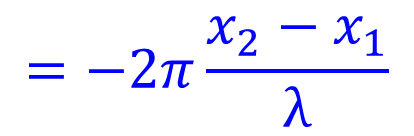 = −2π (x₂ − x₁)/λ